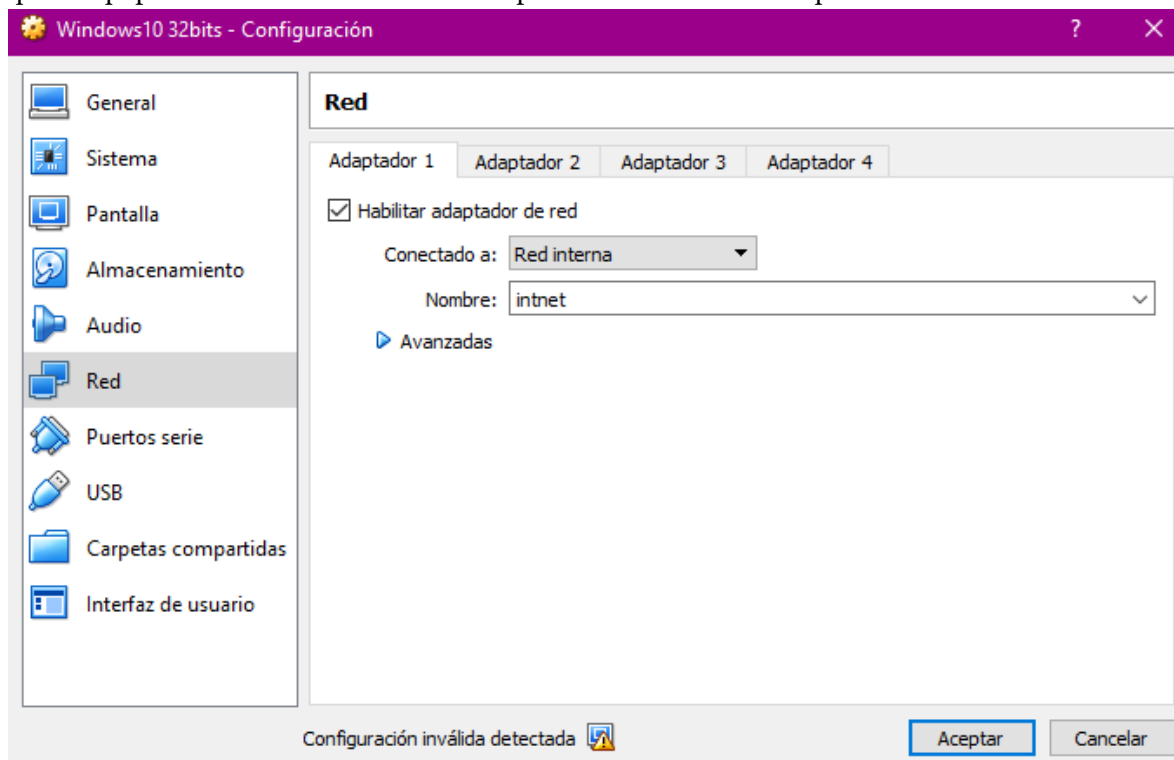 Windows10 32bits - Configuración
?
General
Sistema
Pantalla
Almacenamiento
Audio
Red
Puertos serie
USB
Carpetas compartidas
Interfaz de usuario
Red
Adaptador 1
Adaptador 2
Adaptador 3
Adaptador 4
Habilitar adaptador de red
Conectado a: Red interna
Nombre: intnet
Avanzadas
Configuración inválida detectada
Aceptar
Cancelar